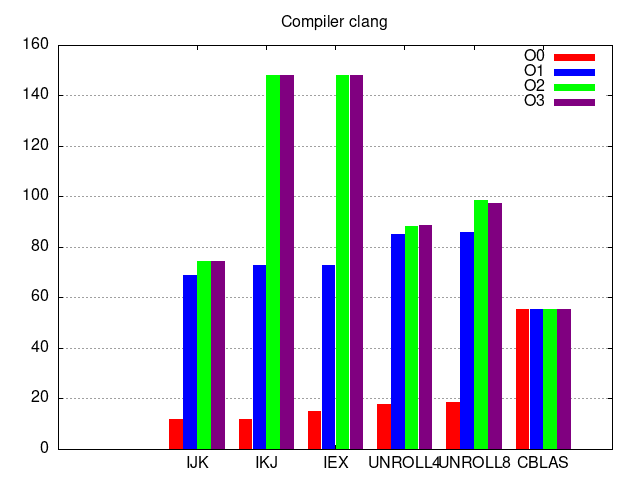 Compiler clang
160
140
120
100
80
60
40
20
0
O0
O1
O2
O3
IJK IKJ IEX UNROLL4 UNROLL8 CBLAS